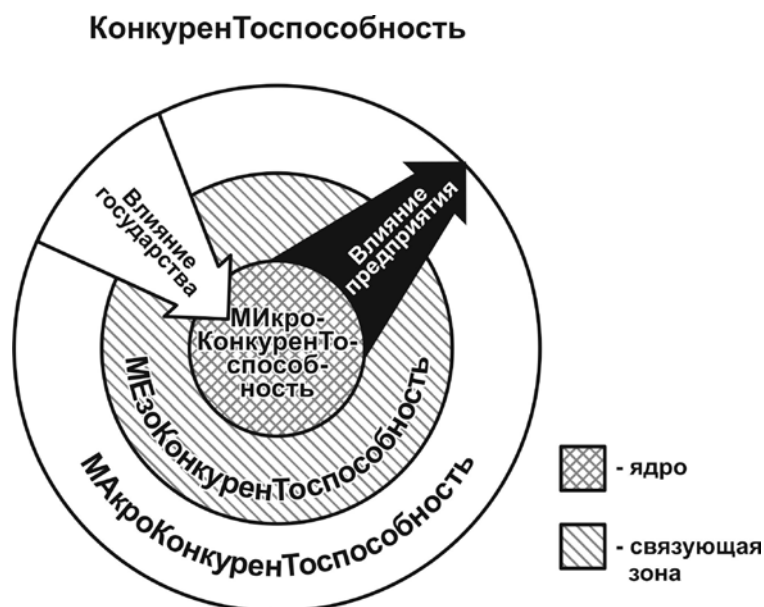 КонкуренТоспособность
Влияние
государства
Влияние
предприятия
МИкро-
КонкуренТо-
способ-
ность
МЕзоКонкуренТоспособность
МАкроКонкуренТоспособность
- ядро
- связующая
зона